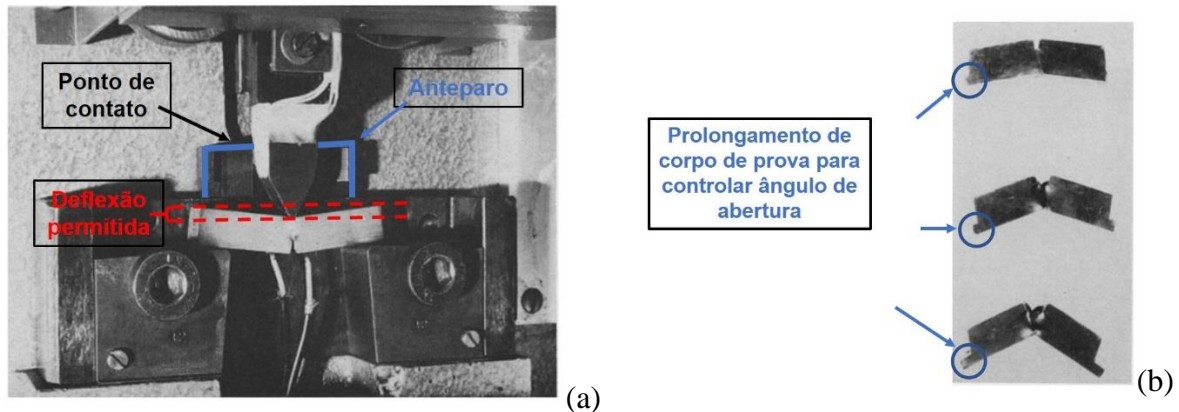 Ponto de
contato
Anteparo
Deflexão
permitida
(a)
Prolongamento de
corpo de prova para
controlar ângulo de
abertura
(b)